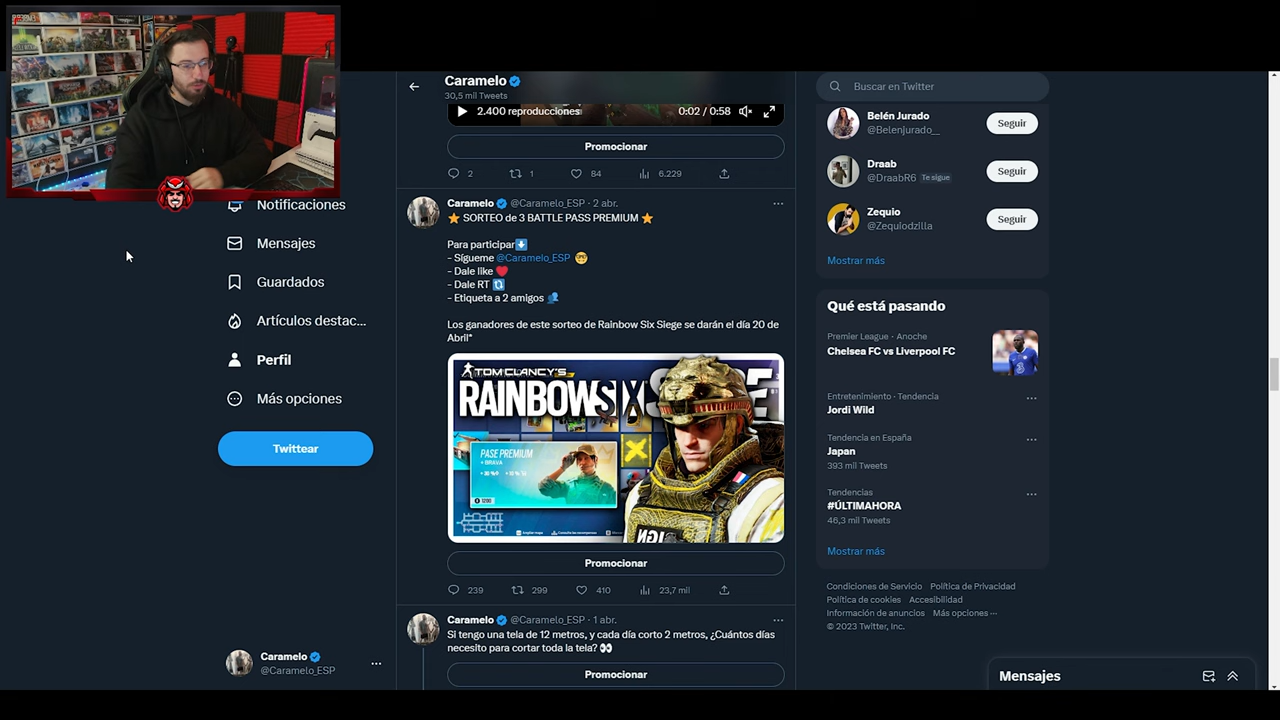 Caramelo
30,5 mil Tweets
2.400 reproducciones
0:02 / 0:58
Promocionar
2 1 84 6.229
Caramelo @Caramelo_ESP · 2 abr.
⭐ SORTEO de 3 BATTLE PASS PREMIUM ⭐
Para participar⬇️
- Sígueme @Caramelo_ESP 🤓
- Dale like ❤️
- Dale RT 🔃
- Etiqueta a 2 amigos 👥
Los ganadores de este sorteo de Rainbow Six Siege se darán el día 20 de
Abril*
TOM CLANCY'S
RAINBOW SIX SIEGE
PASE PREMIUM
+ BRAVA
1200
IGN
Promocionar
239 299 410 23,7 mil
Caramelo @Caramelo_ESP · 1 abr.
Si tengo una tela de 12 metros, y cada día corto 2 metros, ¿Cuántos días
necesito para cortar toda la tela? 👀
Promocionar
Notificaciones
Mensajes
Guardados
Artículos destac...
Perfil
Más opciones
Twittear
Caramelo
@Caramelo_ESP
Buscar en Twitter
Belén Jurado
@Belenjurado__
Seguir
Draab
@DraabR6 Te sigue
Seguir
Zequio
@Zequiodzilla
Seguir
Mostrar más
Qué está pasando
Premier League · Anoche
Chelsea FC vs Liverpool FC
Entretenimiento · Tendencia
Jordi Wild
Tendencia en España
Japan
393 mil Tweets
Tendencias
#ÚLTIMAHORA
46,3 mil Tweets
Mostrar más
Condiciones de Servicio Política de Privacidad
Política de cookies Accesibilidad
Información de anuncios Más opciones ···
© 2023 Twitter, Inc.
Mensajes